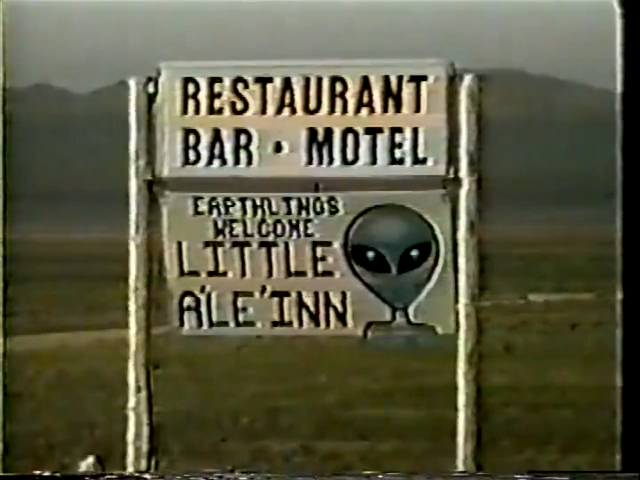 RESTAURANT
BAR · MOTEL
EARTHLINGS
WELCOME
LITTLE
A'LE'INN